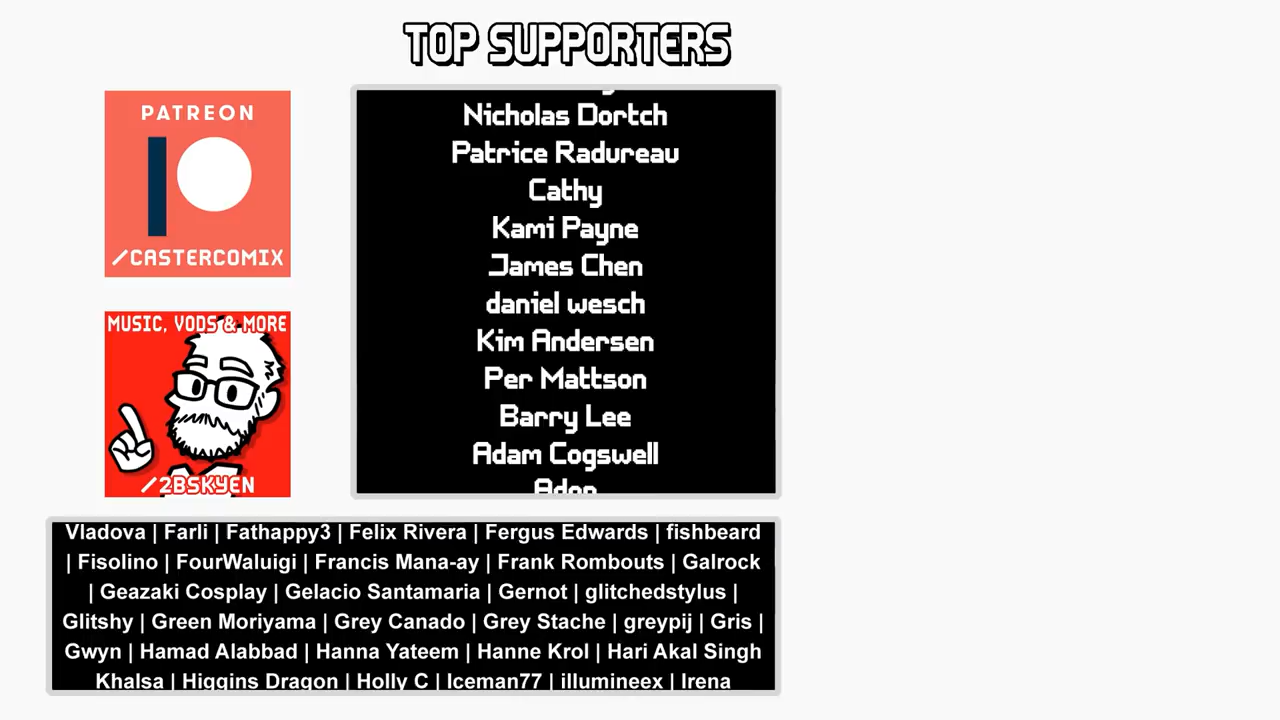 TOP SUPPORTERS
PATREON
/CASTERCOMIX
MUSIC, VODS & MORE
/2BSKYEN
Nicholas Dortch
Patrice Radureau
Cathy
Kami Payne
James Chen
daniel wesch
Kim Andersen
Per Mattson
Barry Lee
Adam Cogswell
Vladova | Farli | Fathappy3 | Felix Rivera | Fergus Edwards | fishbeard
| Fisolino | FourWaluigi | Francis Mana-ay | Frank Rombouts | Galrock
| Geazaki Cosplay | Gelacio Santamaria | Gernot | glitchedstylus |
Glitshy | Green Moriyama | Grey Canado | Grey Stache | greypij | Gris |
Gwyn | Hamad Alabbad | Hanna Yateem | Hanne Krol | Hari Akal Singh
Khalsa | Higgins Dragon | Holly C | Iceman77 | illumineex | Irena